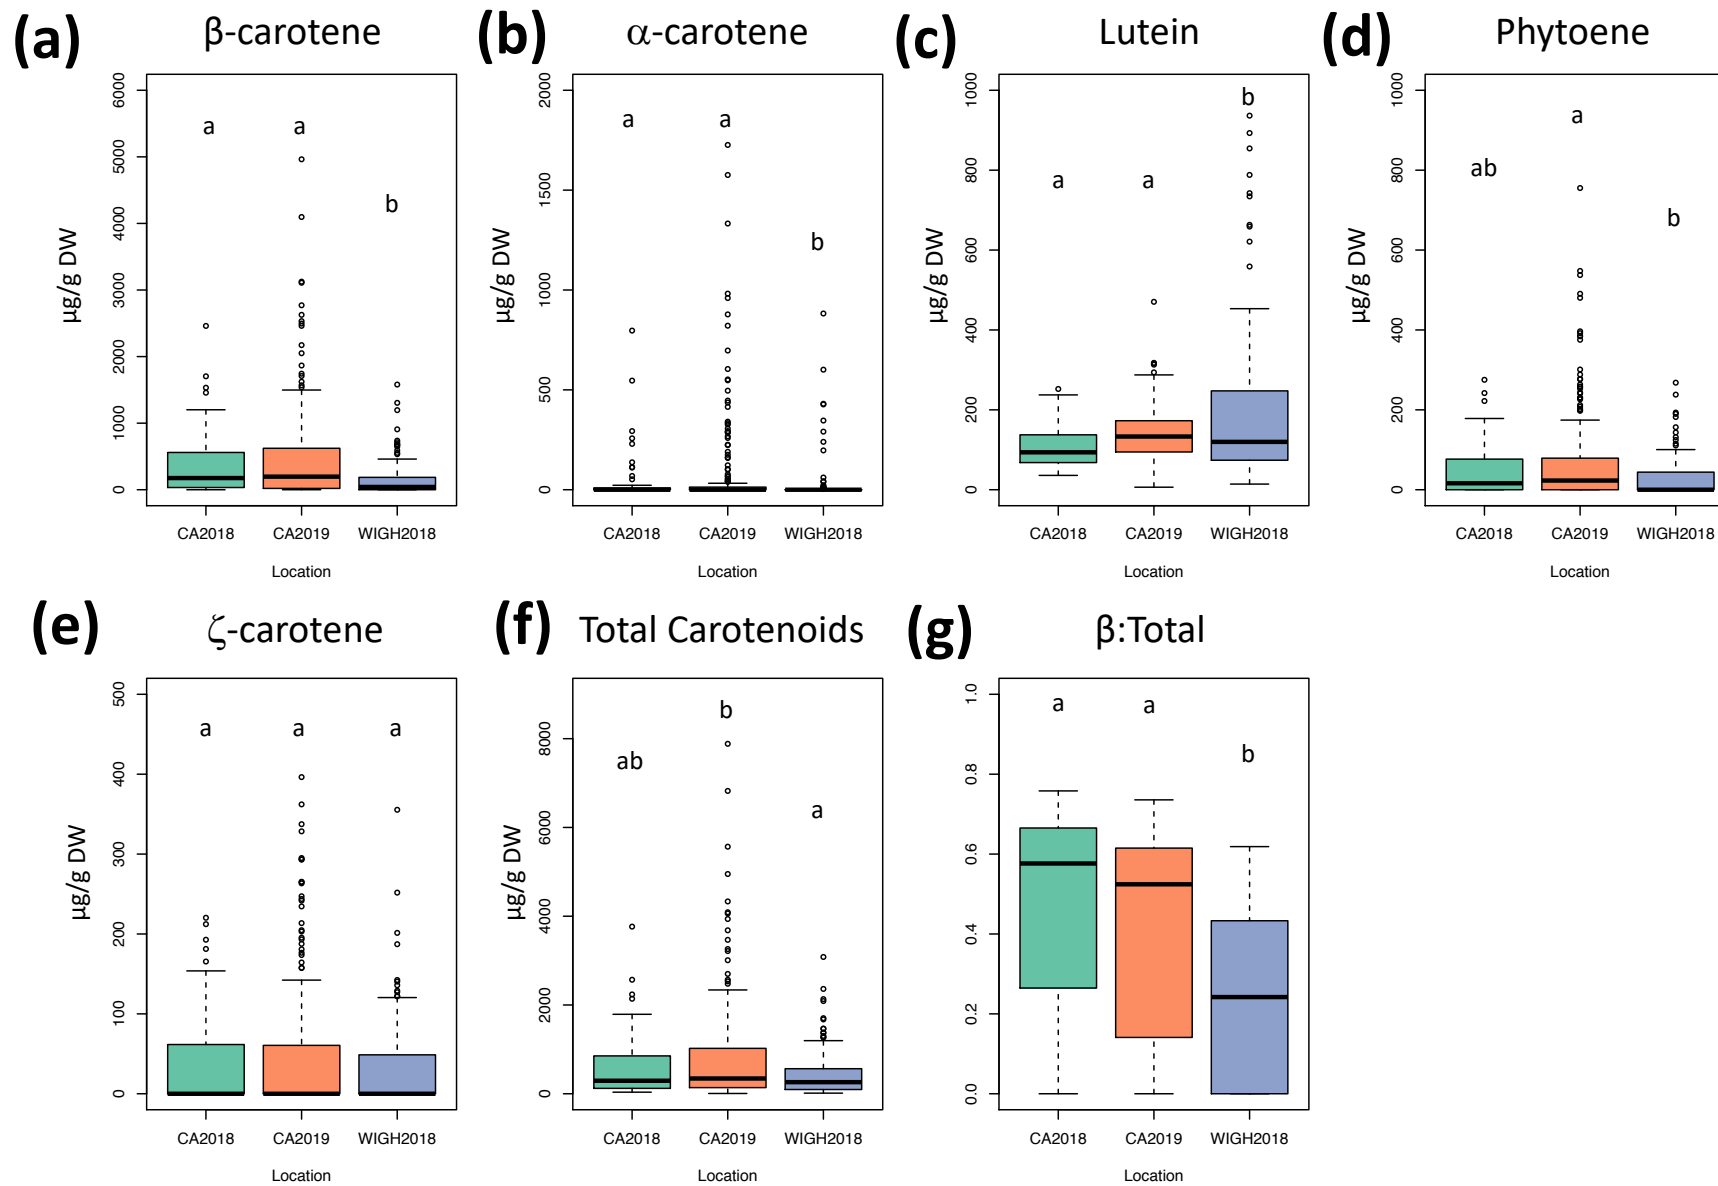 (a) β-carotene
6000
5000
4000
3000
2000
1000
0
µg/g DW
a a b
CA2018 CA2019 WIGH2018
Location
(b) α-carotene
2000
1500
1000
500
0
µg/g DW
a a b
CA2018 CA2019 WIGH2018
Location
(c) Lutein
1000
800
600
400
200
0
µg/g DW
a a b
CA2018 CA2019 WIGH2018
Location
(d) Phytoene
1000
800
600
400
200
0
µg/g DW
ab a b
CA2018 CA2019 WIGH2018
Location
(e) ζ-carotene
500
400
300
200
100
0
µg/g DW
a a a
CA2018 CA2019 WIGH2018
Location
(f) Total Carotenoids
8000
6000
4000
2000
0
µg/g DW
ab b a
CA2018 CA2019 WIGH2018
Location
(g) β:Total
1.0
0.8
0.6
0.4
0.2
0.0
a a b
CA2018 CA2019 WIGH2018
Location